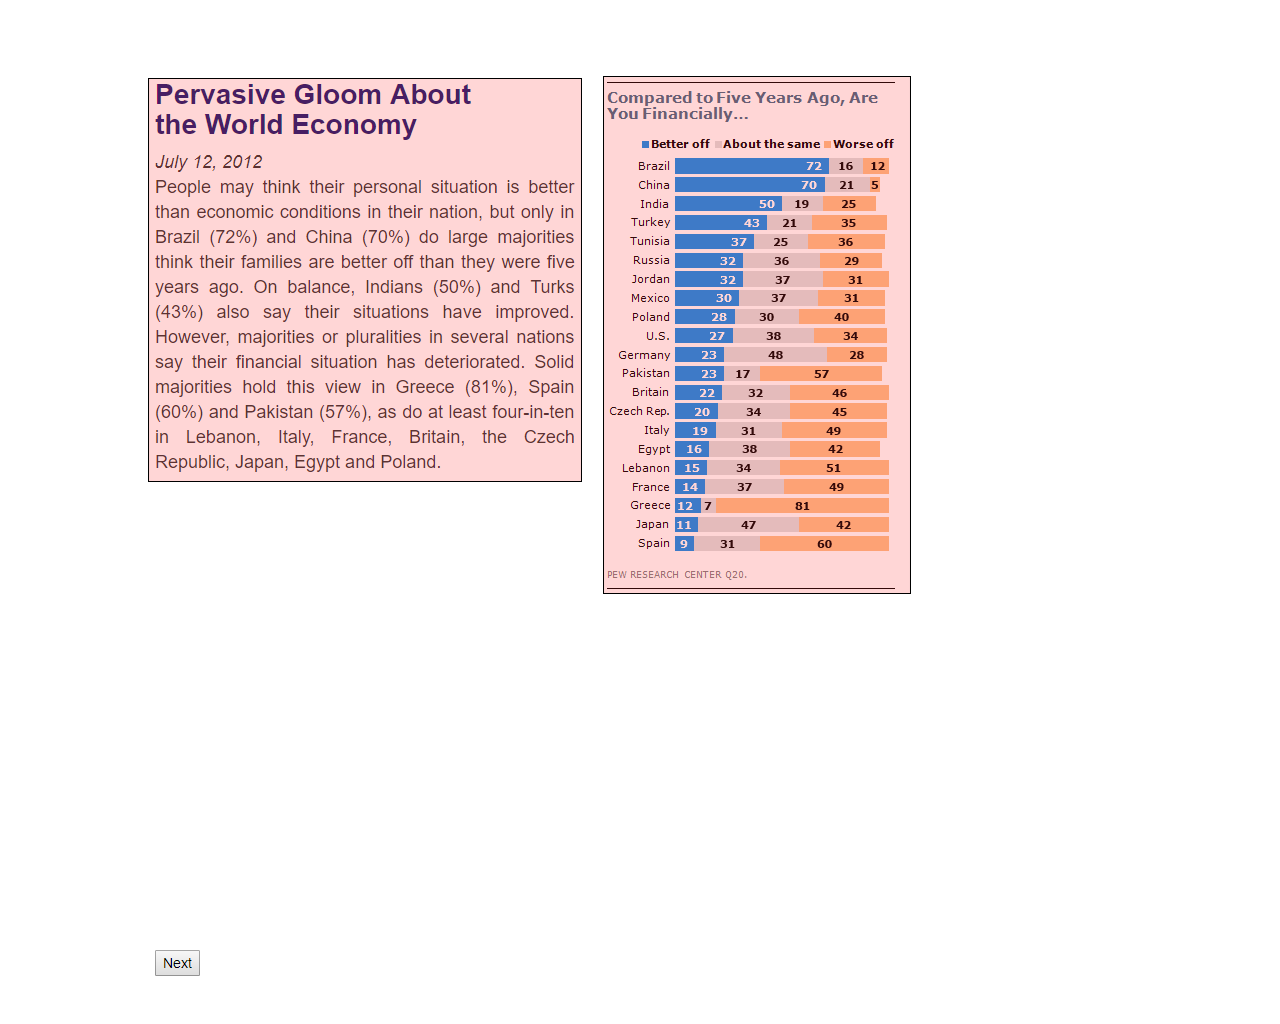 Pervasive Gloom About
the World Economy
July 12, 2012
People may think their personal situation is better
than economic conditions in their nation, but only in
Brazil (72%) and China (70%) do large majorities
think their families are better off than they were five
years ago. On balance, Indians (50%) and Turks
(43%) also say their situations have improved.
However, majorities or pluralities in several nations
say their financial situation has deteriorated. Solid
majorities hold this view in Greece (81%), Spain
(60%) and Pakistan (57%), as do at least four-in-ten
in Lebanon, Italy, France, Britain, the Czech
Republic, Japan, Egypt and Poland.
Compared to Five Years Ago, Are
You Financially...
Better off About the same Worse off
Brazil 72 16 12
China 70 21 5
India 50 19 25
Turkey 43 21 35
Tunisia 37 25 36
Russia 32 36 29
Jordan 32 37 31
Mexico 30 37 31
Poland 28 30 40
U.S. 27 38 34
Germany 23 48 28
Pakistan 23 17 57
Britain 22 32 46
Czech Rep. 20 34 45
Italy 19 31 49
Egypt 16 38 42
Lebanon 15 34 51
France 14 37 49
Greece 12 7 81
Japan 11 47 42
Spain 9 31 60
PEW RESEARCH CENTER Q20.
Next